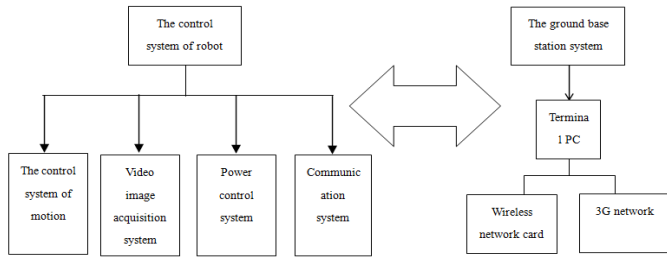 The control
system of robot
The control
system of
motion
Video
image
acquisition
system
Power
control
system
Communic
ation
system
The ground base
station system
Termina
l PC
Wireless
network card
3G network